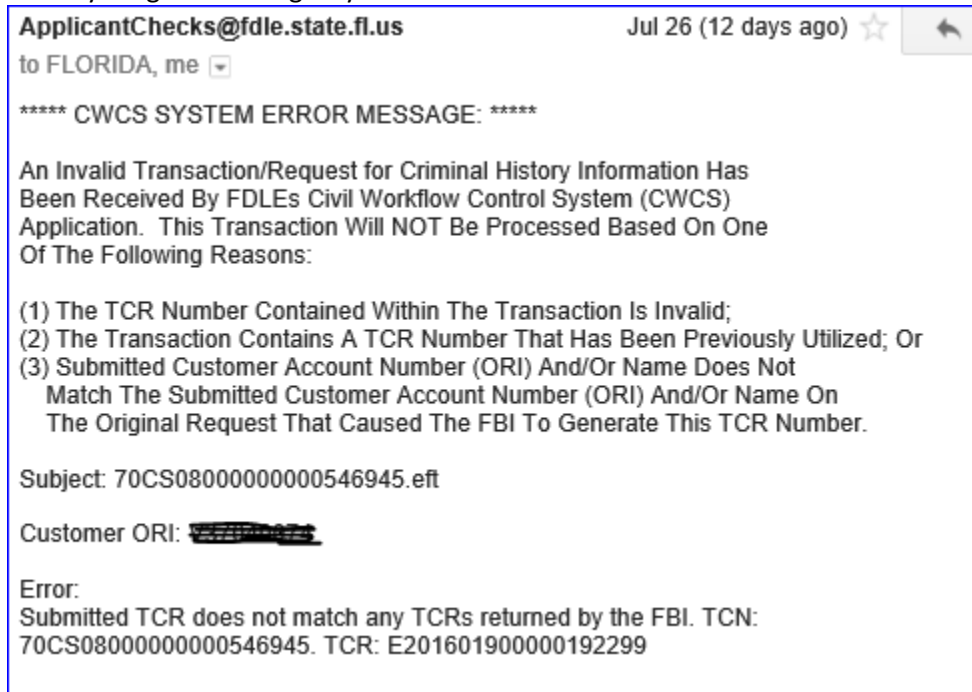 ApplicantChecks@fdle.state.fl.us Jul 26 (12 days ago)
to FLORIDA, me
***** CWCS SYSTEM ERROR MESSAGE: *****
An Invalid Transaction/Request for Criminal History Information Has
Been Received By FDLEs Civil Workflow Control System (CWCS)
Application. This Transaction Will NOT Be Processed Based On One
Of The Following Reasons:
(1) The TCR Number Contained Within The Transaction Is Invalid;
(2) The Transaction Contains A TCR Number That Has Been Previously Utilized; Or
(3) Submitted Customer Account Number (ORI) And/Or Name Does Not
Match The Submitted Customer Account Number (ORI) And/Or Name On
The Original Request That Caused The FBI To Generate This TCR Number.
Subject: 70CS08000000000546945.eft
Customer ORI:
Error:
Submitted TCR does not match any TCRs returned by the FBI. TCN:
70CS08000000000546945. TCR: E201601900000192299